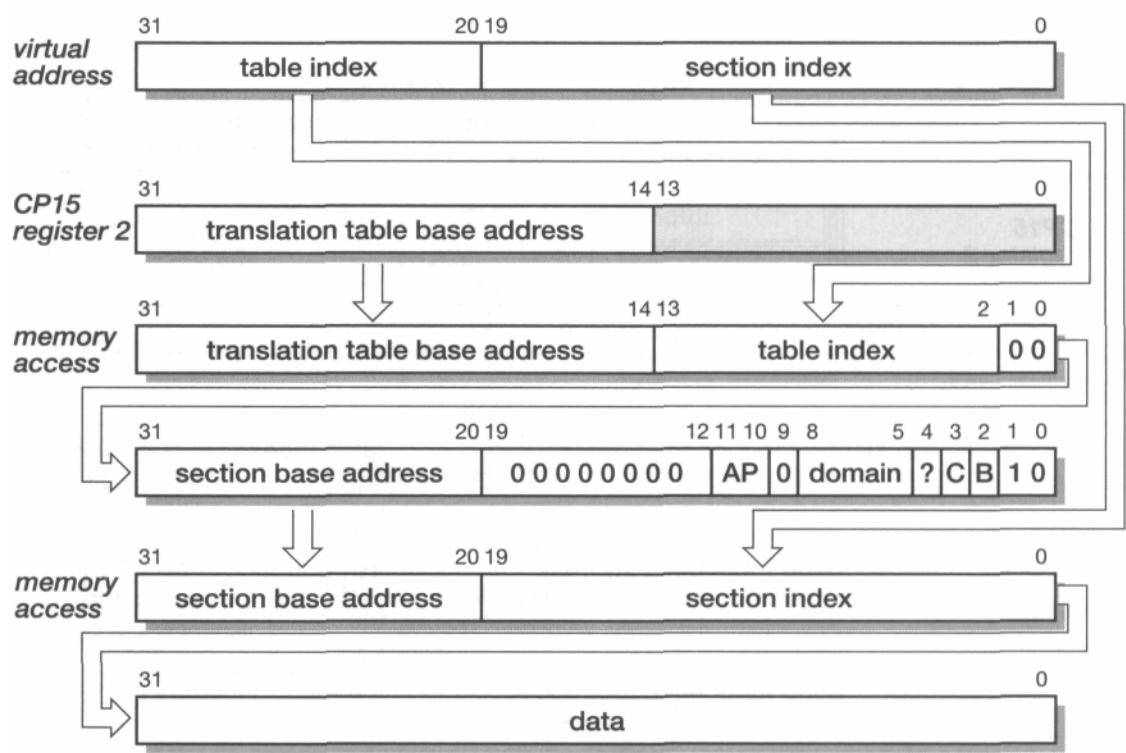 31 20 19 0
virtual address table index section index
31 14 13 0
CP15 register 2 translation table base address
31 14 13 2 1 0
memory access translation table base address table index 0 0
31 20 19 12 11 10 9 8 5 4 3 2 1 0
section base address 0 0 0 0 0 0 0 0 AP 0 domain ? C B 1 0
31 20 19 0
memory access section base address section index
31 0
data